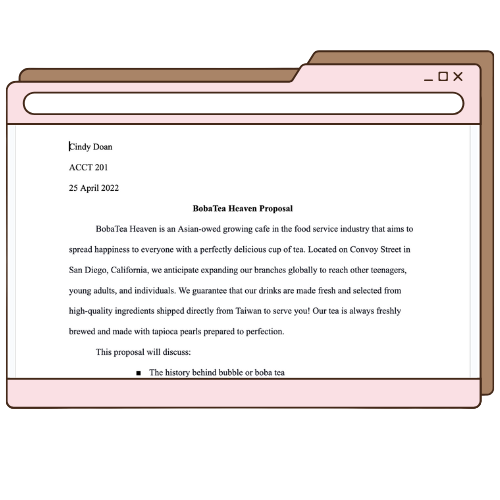 Cindy Doan
ACCT 201
25 April 2022
BobaTea Heaven Proposal
BobaTea Heaven is an Asian-owed growing cafe in the food service industry that aims to
spread happiness to everyone with a perfectly delicious cup of tea. Located on Convoy Street in
San Diego, California, we anticipate expanding our branches globally to reach other teenagers,
young adults, and individuals. We guarantee that our drinks are made fresh and selected from
high-quality ingredients shipped directly from Taiwan to serve you! Our tea is always freshly
brewed and made with tapioca pearls prepared to perfection.
This proposal will discuss:
■ The history behind bubble or boba tea